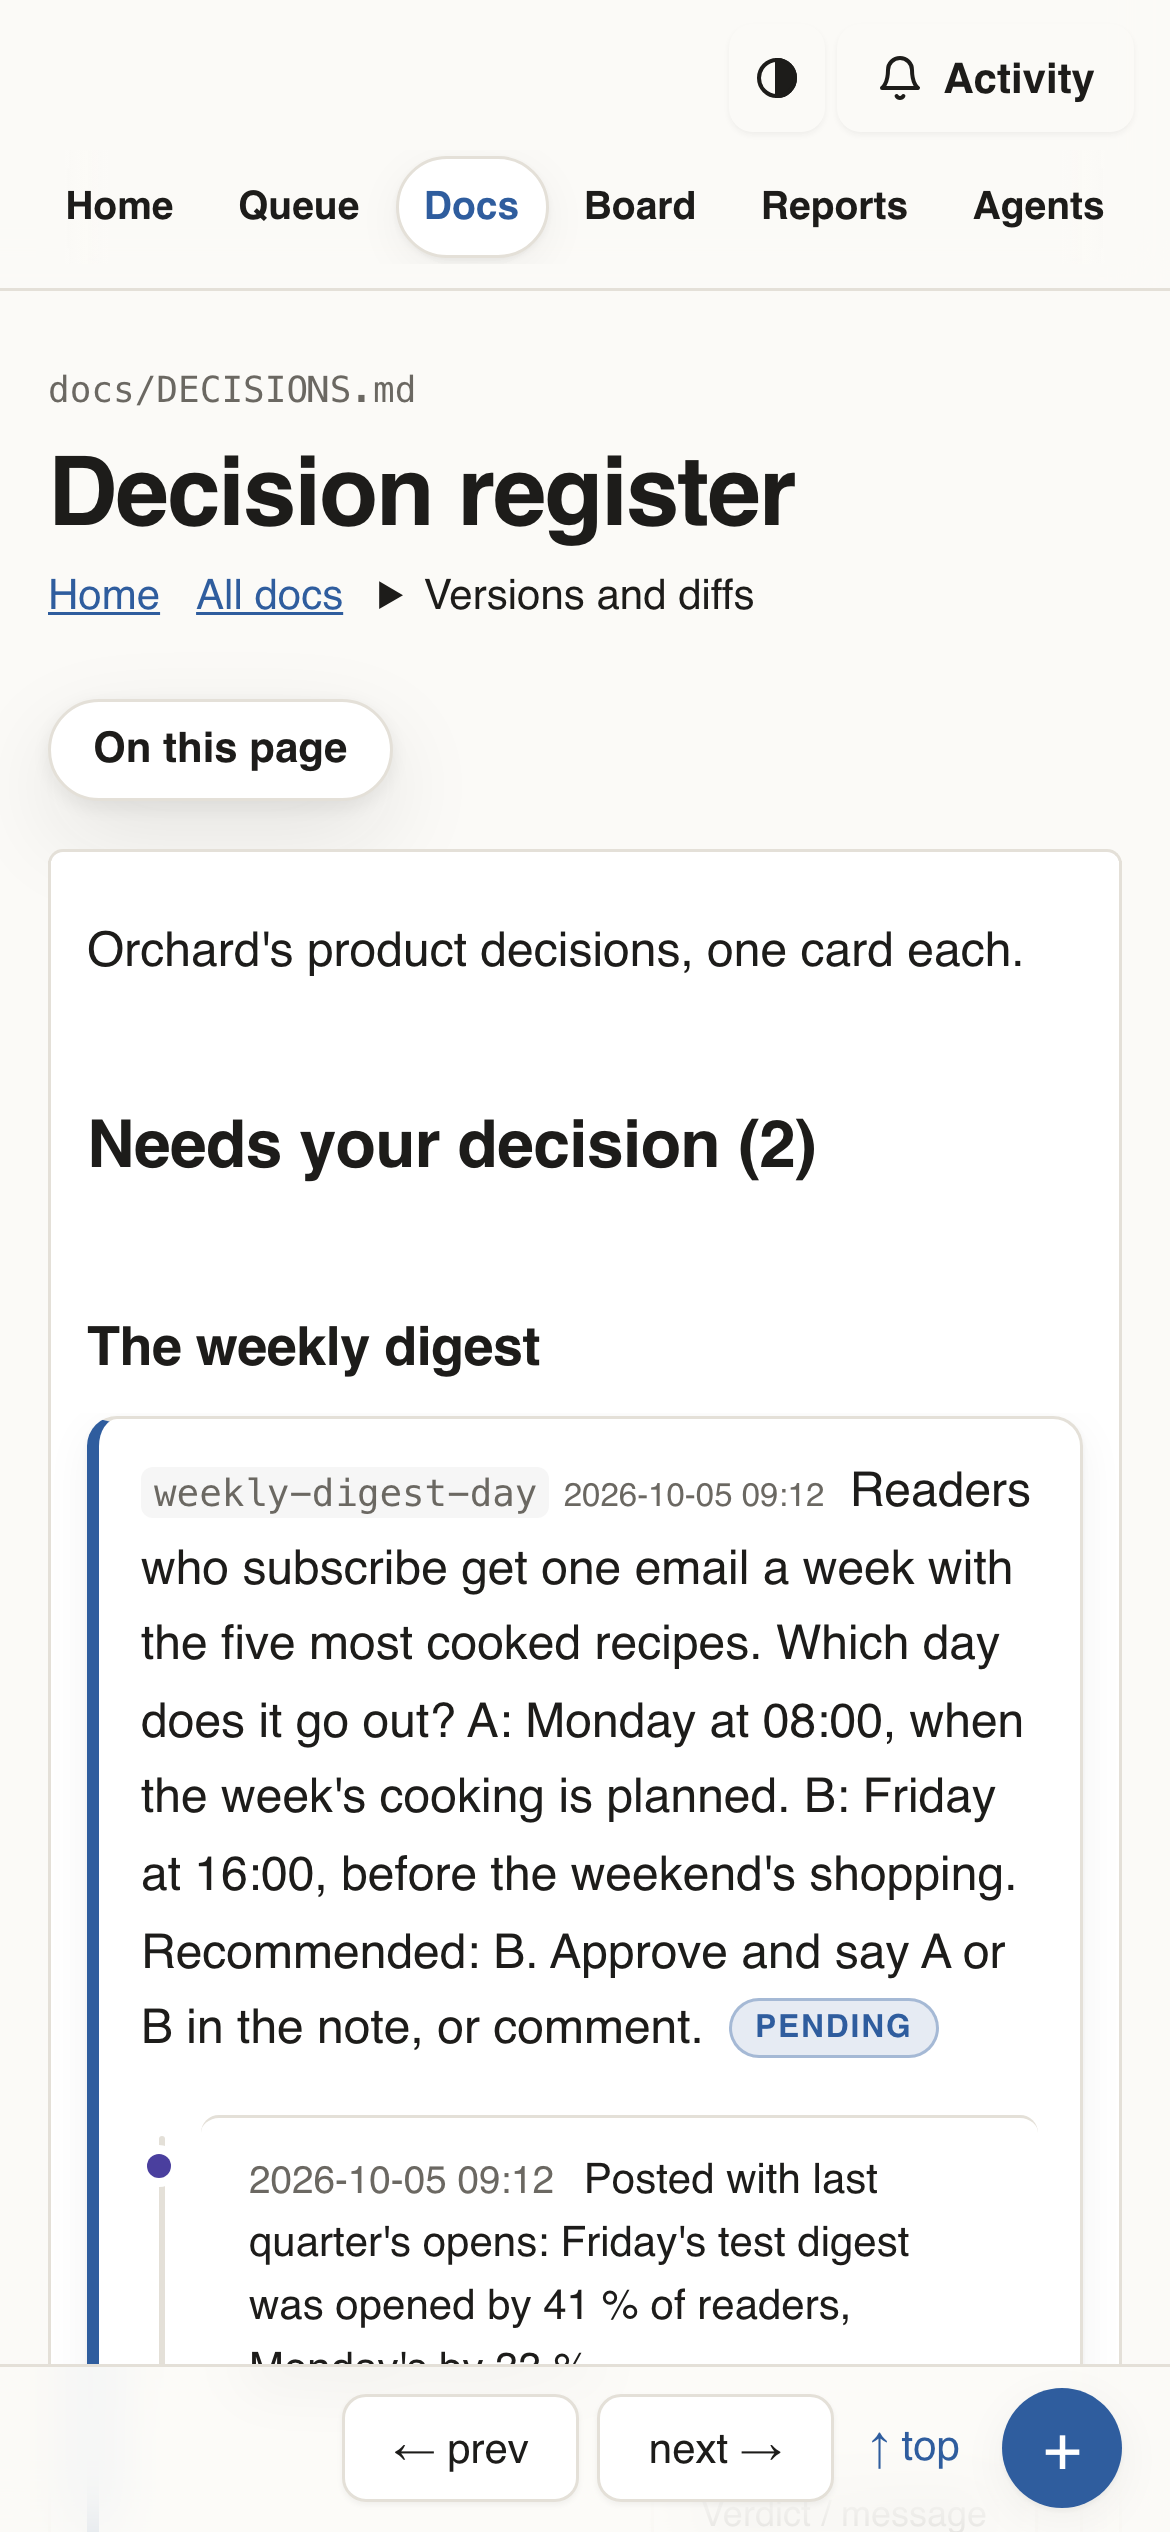 Activity
Home Queue Docs Board Reports Agents
docs/DECISIONS.md
Decision register
Home All docs ▶ Versions and diffs
On this page
Orchard's product decisions, one card each.
Needs your decision (2)
The weekly digest
weekly-digest-day 2026-10-05 09:12 Readers
who subscribe get one email a week with
the five most cooked recipes. Which day
does it go out? A: Monday at 08:00, when
the week's cooking is planned. B: Friday
at 16:00, before the weekend's shopping.
Recommended: B. Approve and say A or
B in the note, or comment. PENDING
2026-10-05 09:12 Posted with last
quarter's opens: Friday's test digest
was opened by 41 % of readers,
Monday's by
← prev next → ↑ top +
Verdict / message